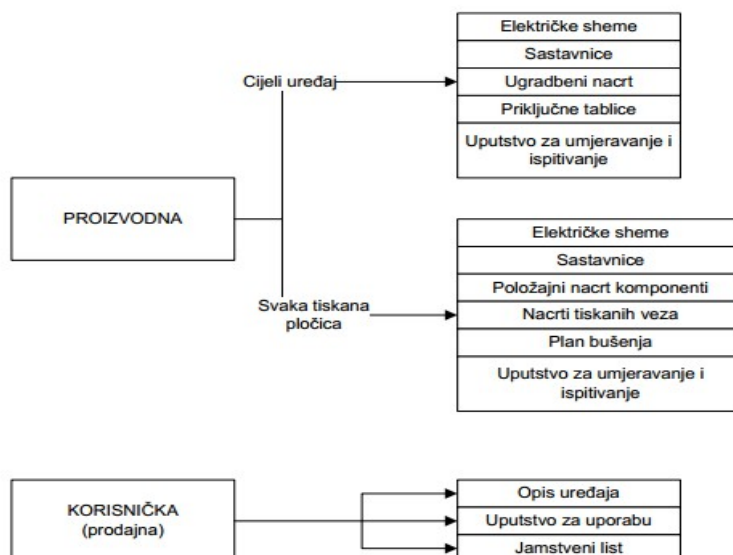 Električke sheme
Sastavnice
Cijeli uređaj
Ugradbeni nacrt
Priključne tablice
Uputstvo za umjeravanje i
ispitivanje
PROIZVODNA
Električke sheme
Sastavnice
Položajni nacrt komponenti
Svaka tiskana
pločica
Nacrti tiskanih veza
Plan bušenja
Uputstvo za umjeravanje i
ispitivanje
KORISNIČKA
(prodajna)
Opis uređaja
Uputstvo za uporabu
Jamstveni list